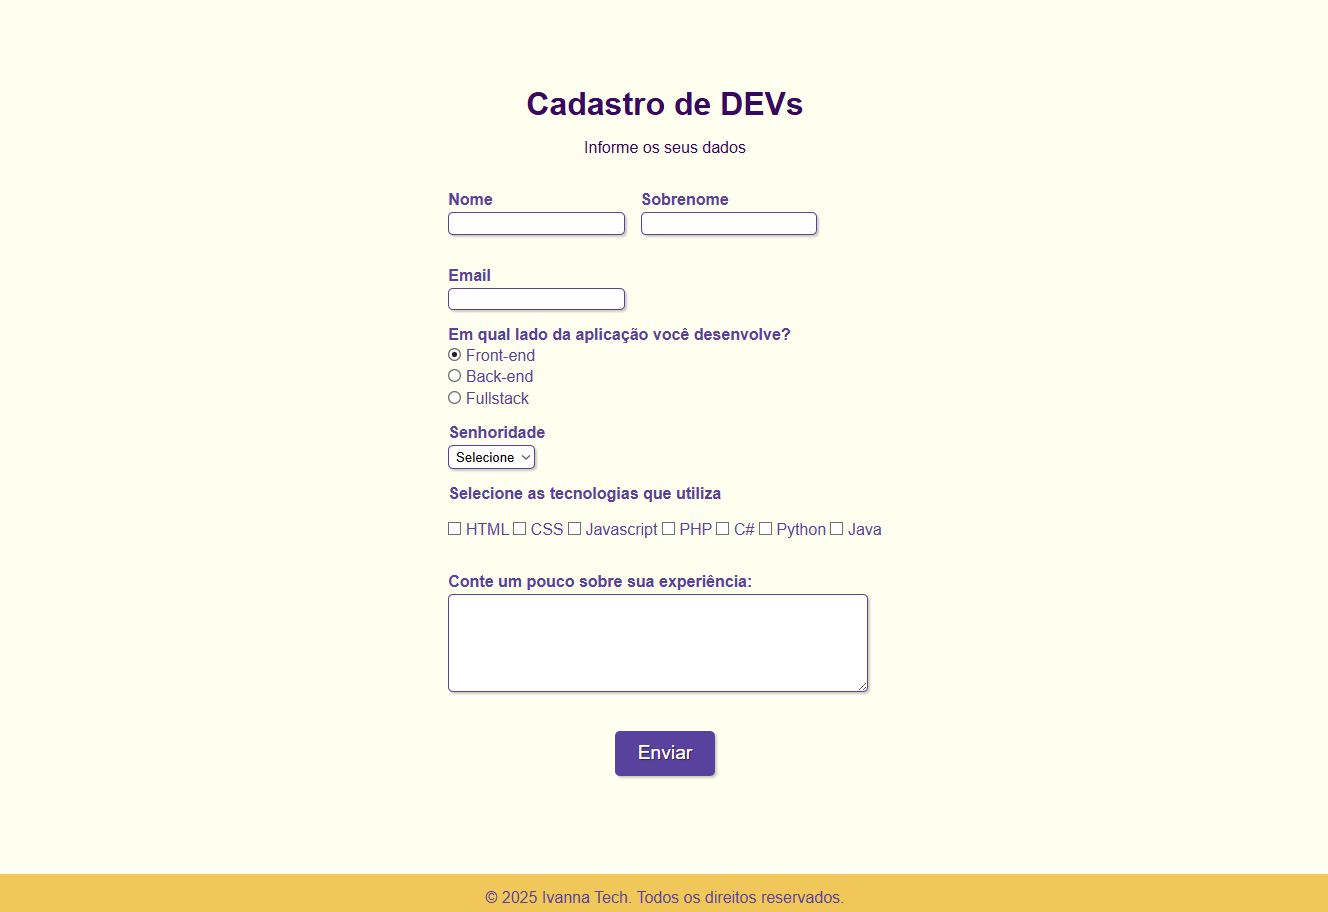 Cadastro de DEVs
Informe os seus dados
Nome Sobrenome
Email
Em qual lado da aplicação você desenvolve?
Front-end
Back-end
Fullstack
Senhoridade
Selecione
Selecione as tecnologias que utiliza
HTML CSS Javascript PHP C# Python Java
Conte um pouco sobre sua experiência:
Enviar
© 2025 Ivanna Tech. Todos os direitos reservados.